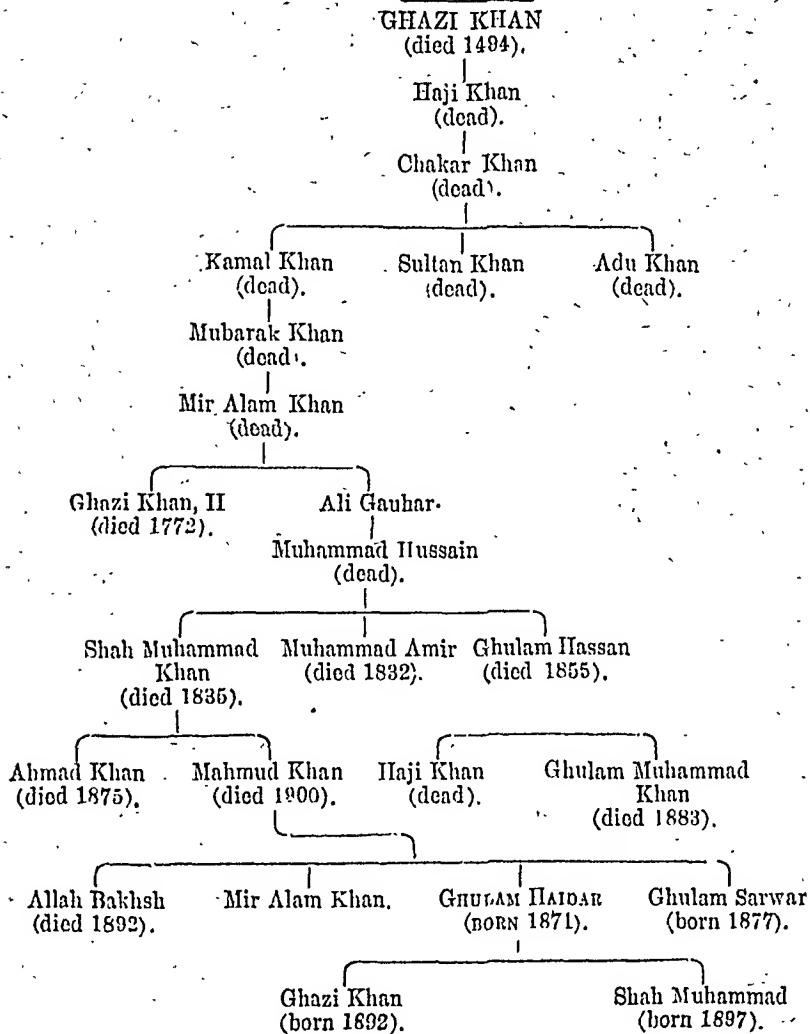 GHAZI KHAN
(died 1494).
Haji Khan
(dead).
Chakar Khan
(dead).
Kamal Khan Sultan Khan Adu Khan
(dead). (dead). (dead).
Mubarak Khan
(dead).
Mir Alam Khan
(dead).
Ghazi Khan, II Ali Gauhar.
(died 1772).
Muhammad Hussain
(dead).
Shah Muhammad Muhammad Amir Ghulam Hassan
Khan (died 1832). (died 1855).
(died 1835).
Ahmad Khan Mahmud Khan Haji Khan Ghulam Muhammad
(died 1875). (died 1900). (dead). Khan
(died 1883).
Allah Bakhsh Mir Alam Khan. GHULAM HAIDAR Ghulam Sarwar
(died 1892). (BORN 1871). (born 1877).
Ghazi Khan Shah Muhammad
(born 1892). (born 1897).